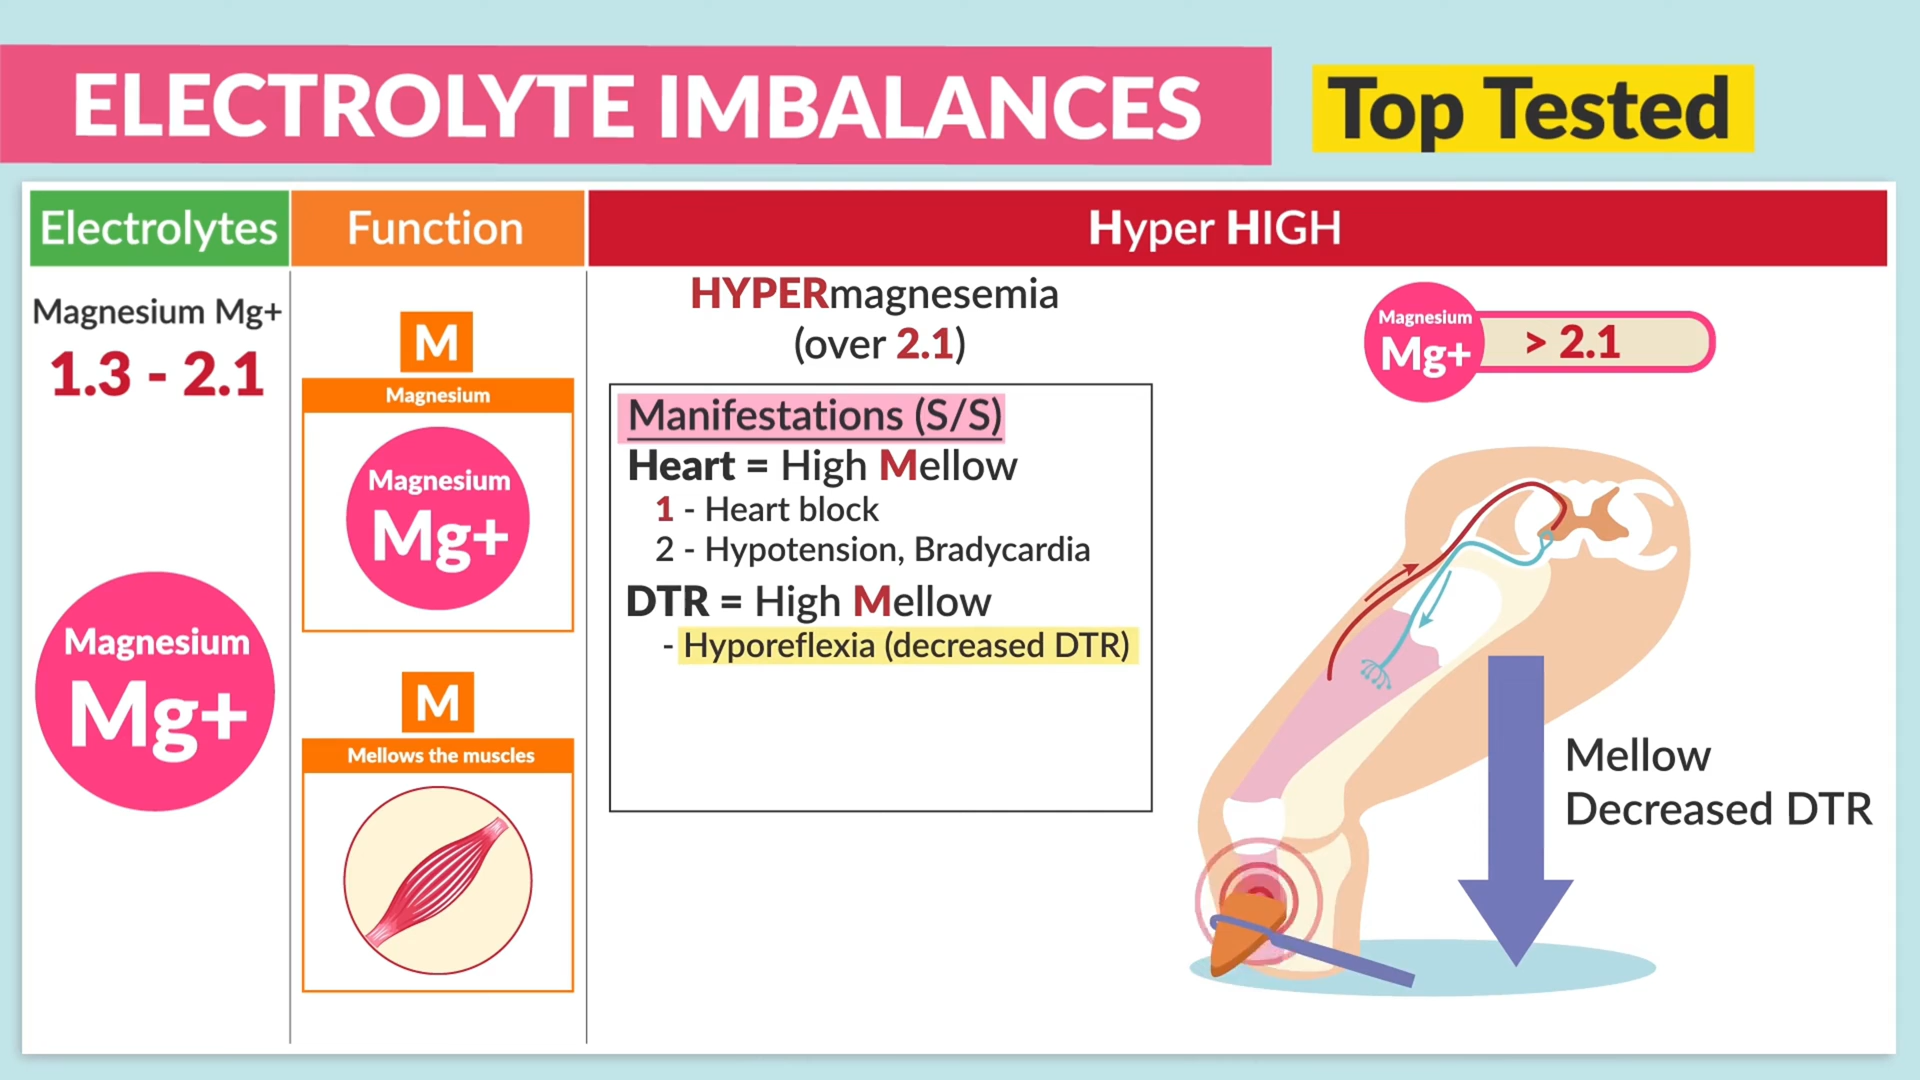 ELECTROLYTE IMBALANCES
Top Tested
Electrolytes
Function
Hyper HIGH
Magnesium Mg+
1.3 - 2.1
Magnesium
Mg+
M
Magnesium
Magnesium
Mg+
M
Mellows the muscles
HYPERmagnesemia
(over 2.1)
Manifestations (S/S)
Heart = High Mellow
1 - Heart block
2 - Hypotension, Bradycardia
DTR = High Mellow
- Hyporeflexia (decreased DTR)
Magnesium
Mg+
> 2.1
Mellow
Decreased DTR